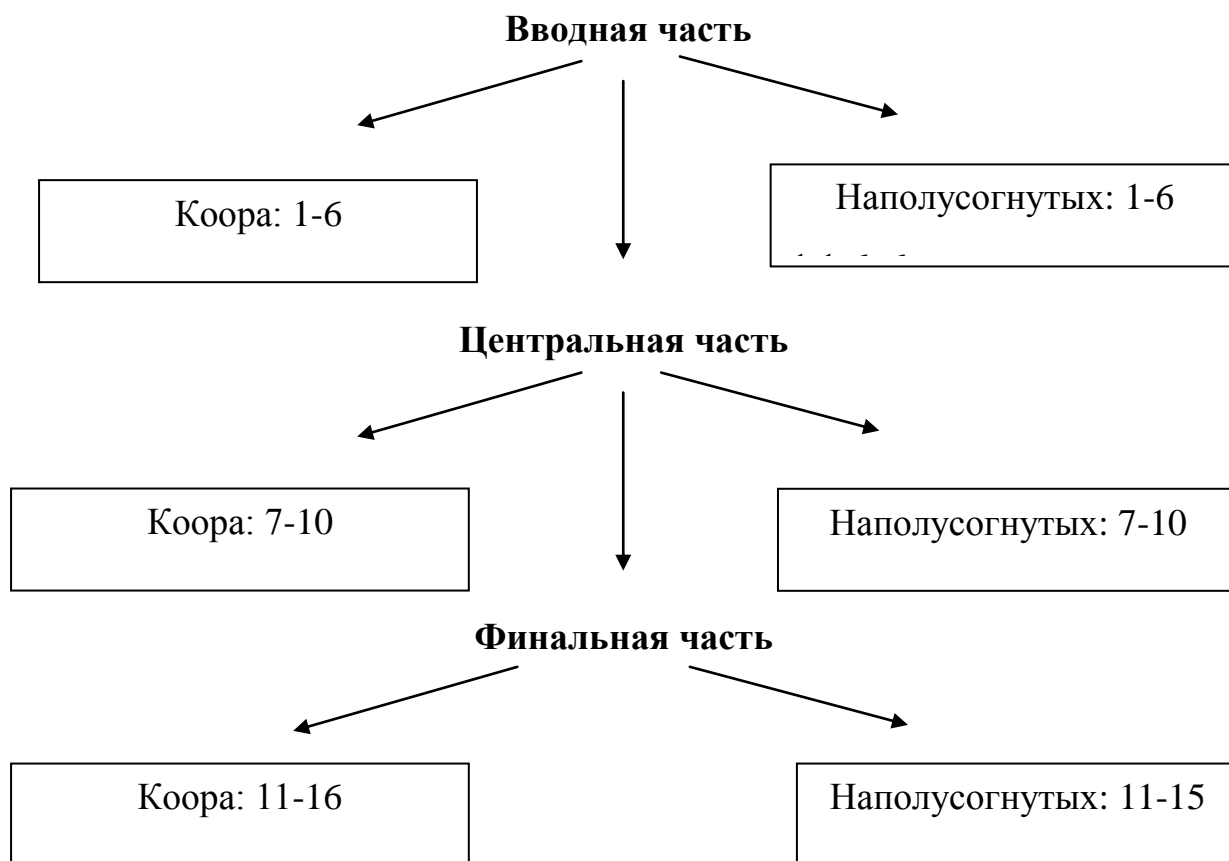 Вводная часть
Коора: 1-6
Наполусогнутых: 1-6
Центральная часть
Коора: 7-10
Наполусогнутых: 7-10
Финальная часть
Коора: 11-16
Наполусогнутых: 11-15